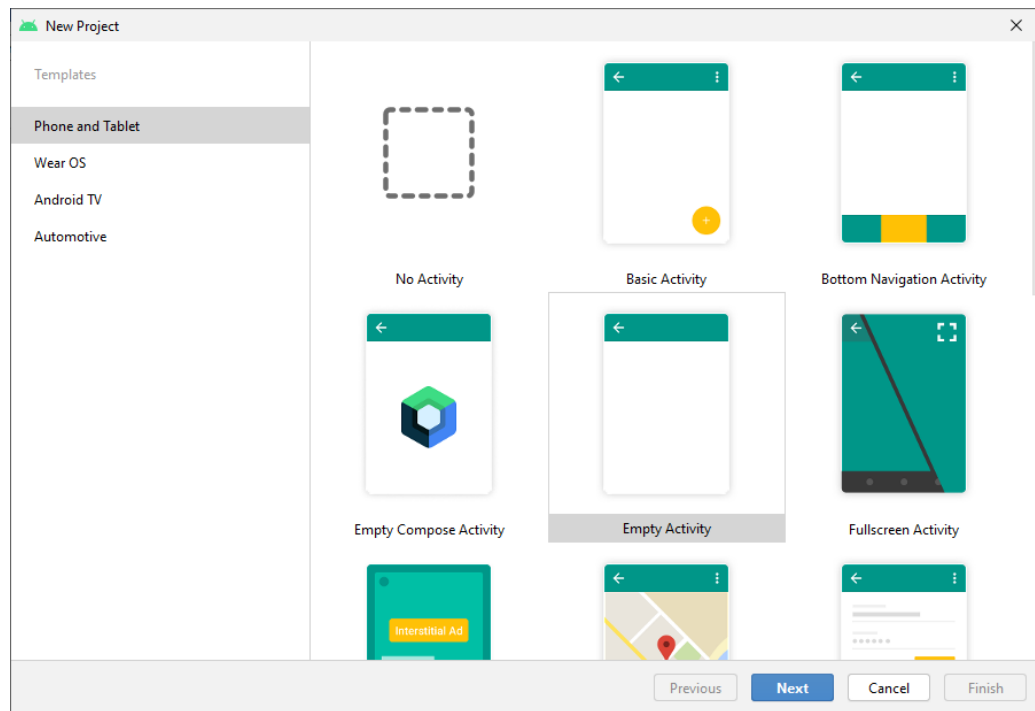 New Project
Templates
Phone and Tablet
Wear OS
Android TV
Automotive
No Activity
Basic Activity
Bottom Navigation Activity
Empty Compose Activity
Empty Activity
Fullscreen Activity
Interstitial Ad
Previous
Next
Cancel
Finish